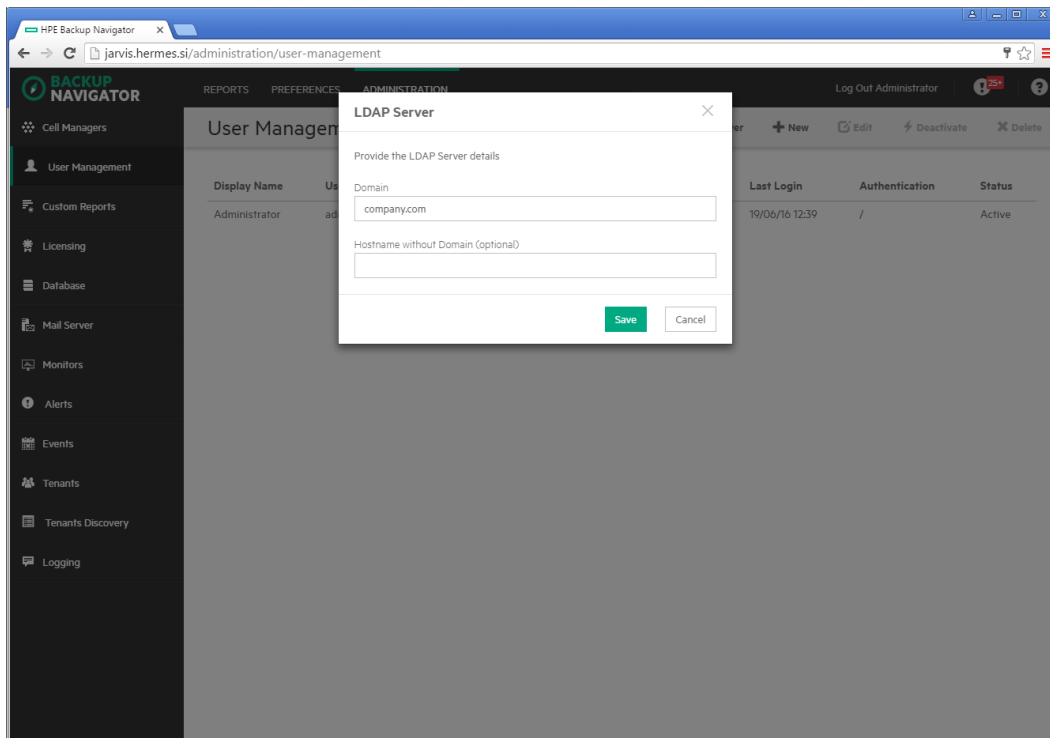 HPE Backup Navigator
jarvis.hermes.si/administration/user-management
BACKUP
NAVIGATOR
REPORTS PREFERENCES ADMINISTRATION Log Out Administrator 25+
Cell Managers
User Management
Custom Reports
Licensing
Database
Mail Server
Monitors
Alerts
Events
Tenants
Tenants Discovery
Logging
New Edit Deactivate Delete
Display Name Last Login Authentication Status
Administrator 19/06/16 12:39 / Active
LDAP Server
Provide the LDAP Server details
Domain
company.com
Hostname without Domain (optional)
Save Cancel